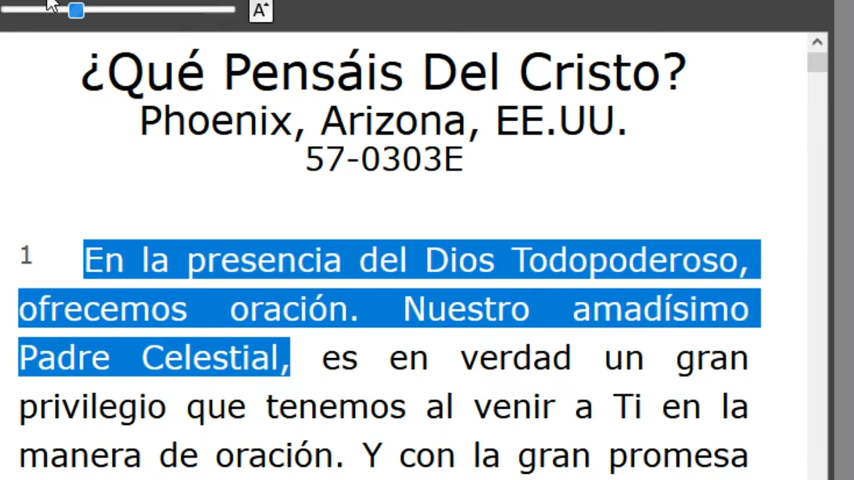 A
¿Qué Pensáis Del Cristo?
Phoenix, Arizona, EE.UU.
57-0303E
1 En la presencia del Dios Todopoderoso,
ofrecemos oración. Nuestro amadísimo
Padre Celestial, es en verdad un gran
privilegio que tenemos al venir a Ti en la
manera de oración. Y con la gran promesa